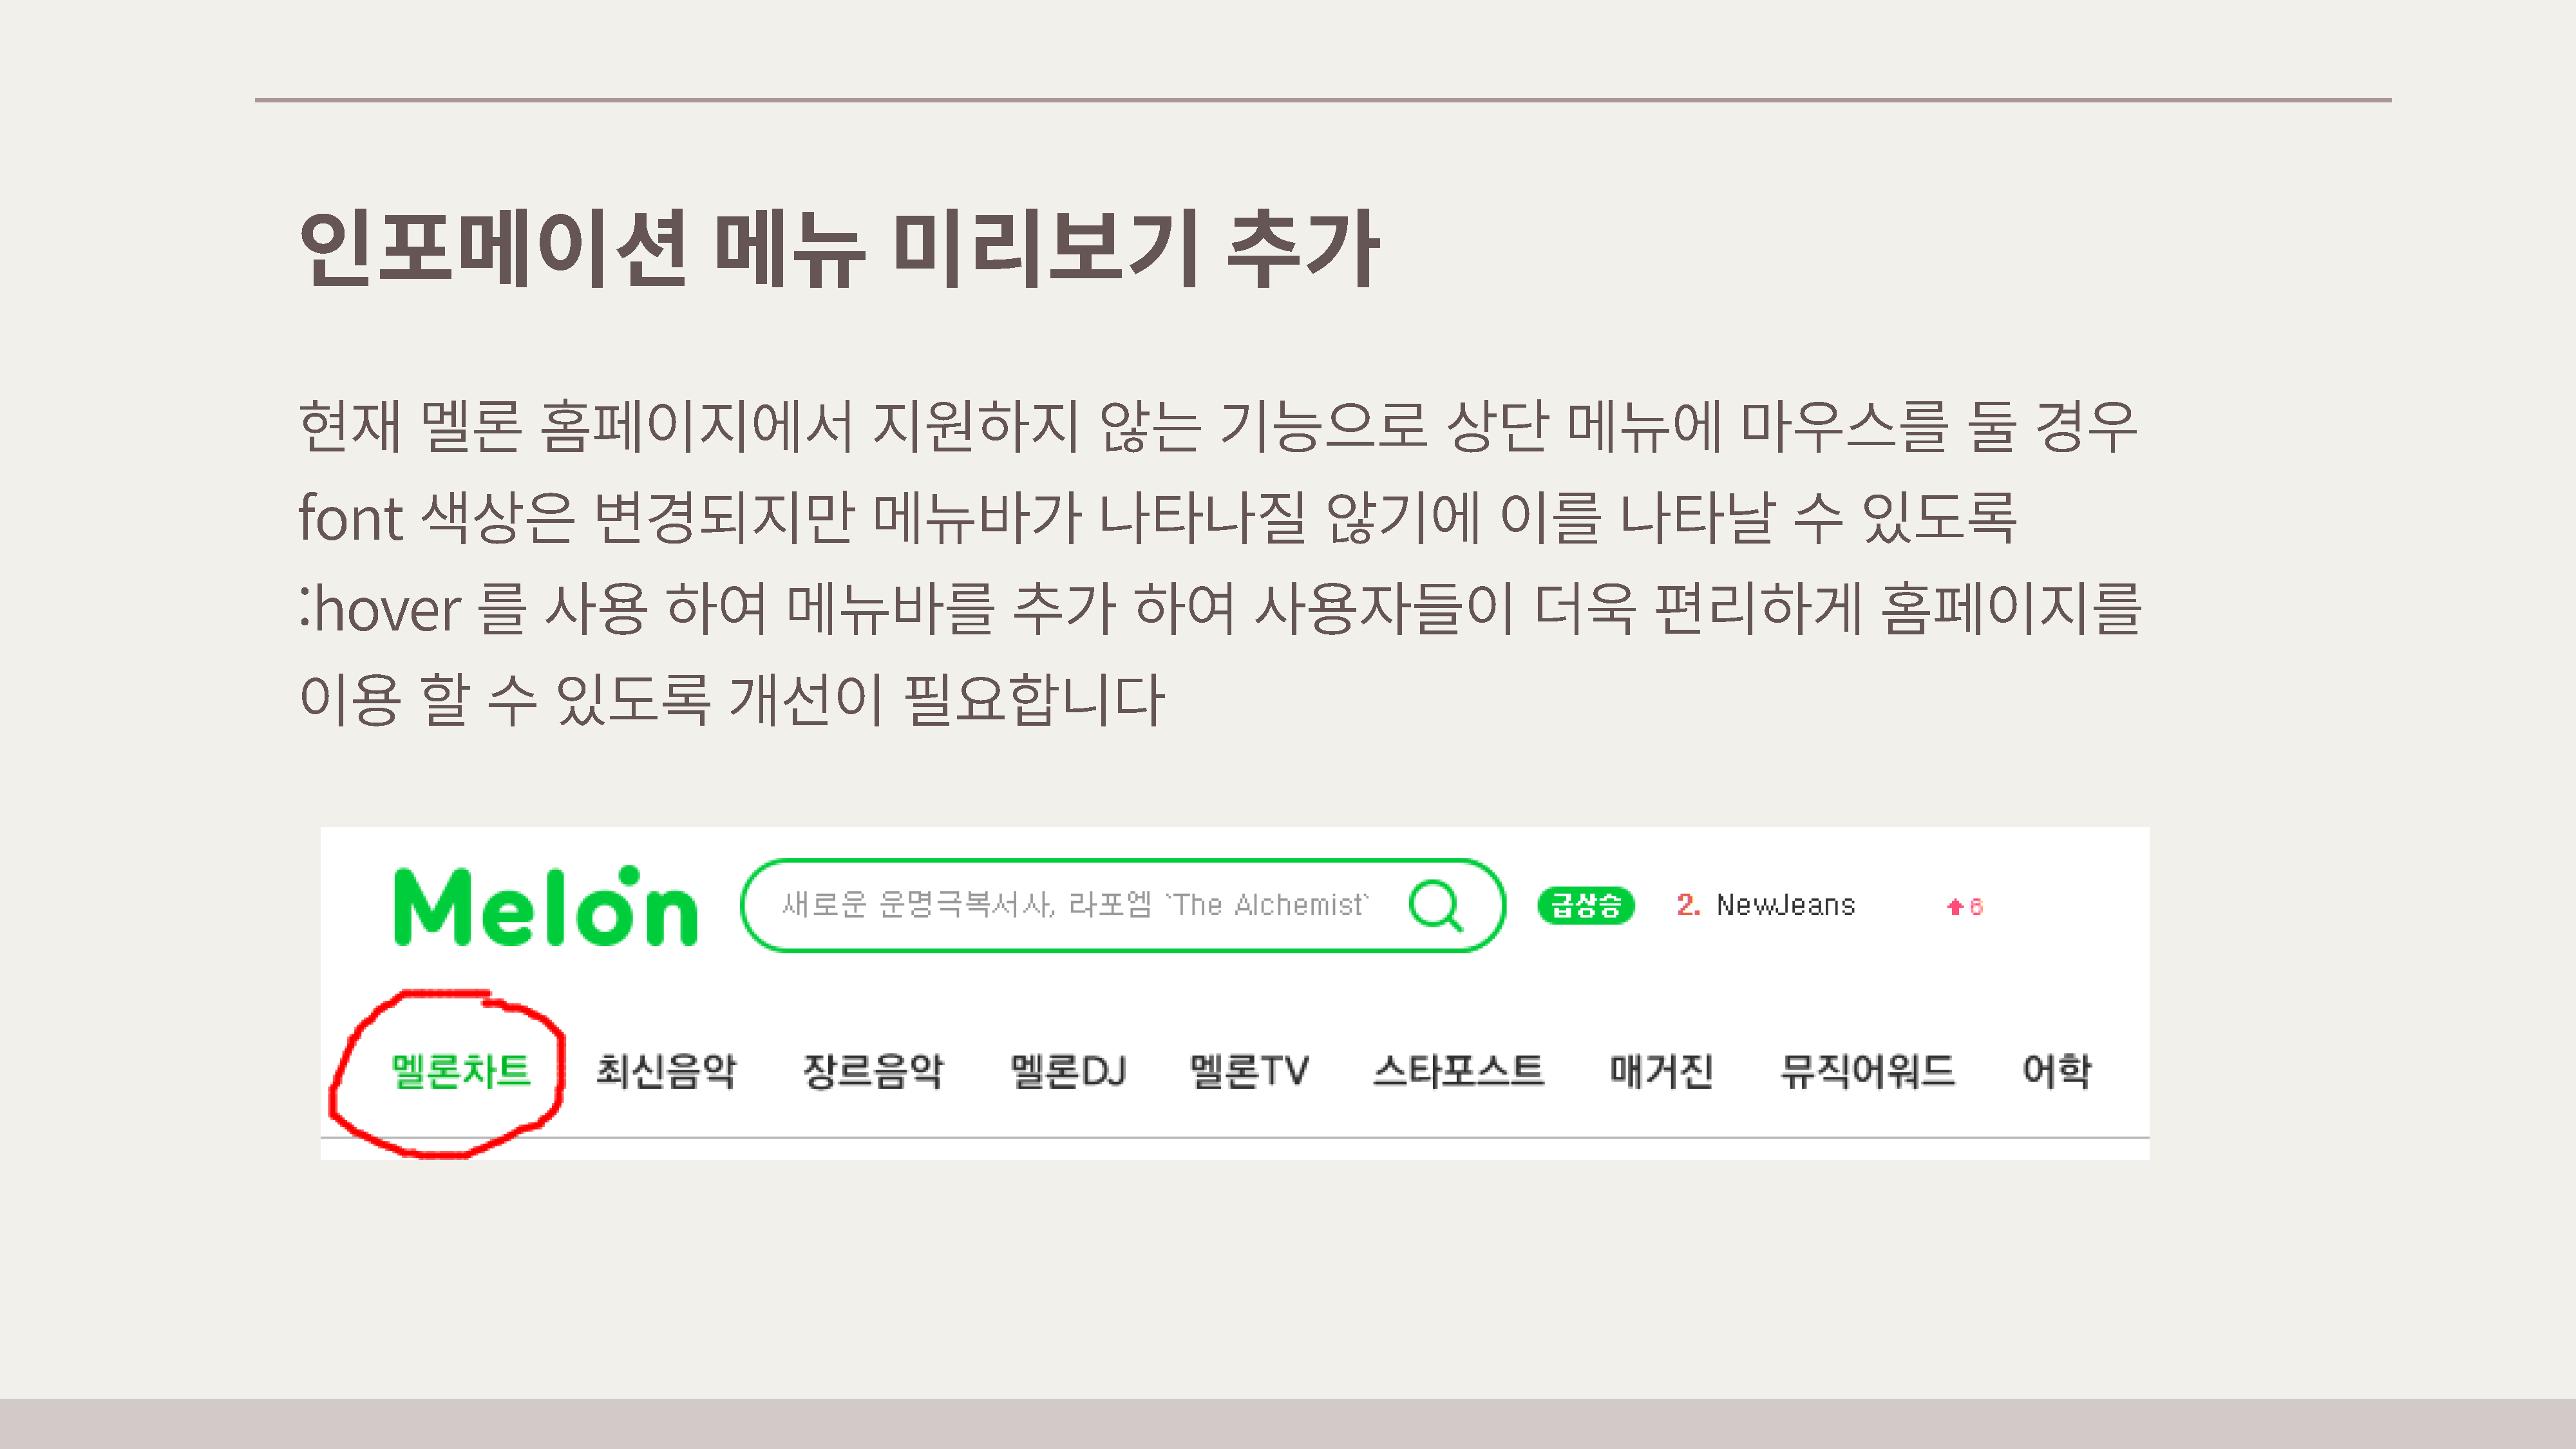 인포메이션 메뉴 미리보기 추가
현재 멜론 홈페이지에서 지원하지 않는 기능으로 상단 메뉴에 마우스를 둘 경우
font 색상은 변경되지만 메뉴바가 나타나질 않기에 이를 나타날 수 있도록
:hover 를 사용 하여 메뉴바를 추가 하여 사용자들이 더욱 편리하게 홈페이지를
이용 할 수 있도록 개선이 필요합니다
Melon 새로운 운명극복서사, 라포엠 `The Alchemist` 급상승 2. NewJeans 6
멜론차트 최신음악 장르음악 멜론DJ 멜론TV 스타포스트 매거진 뮤직어워드 어학